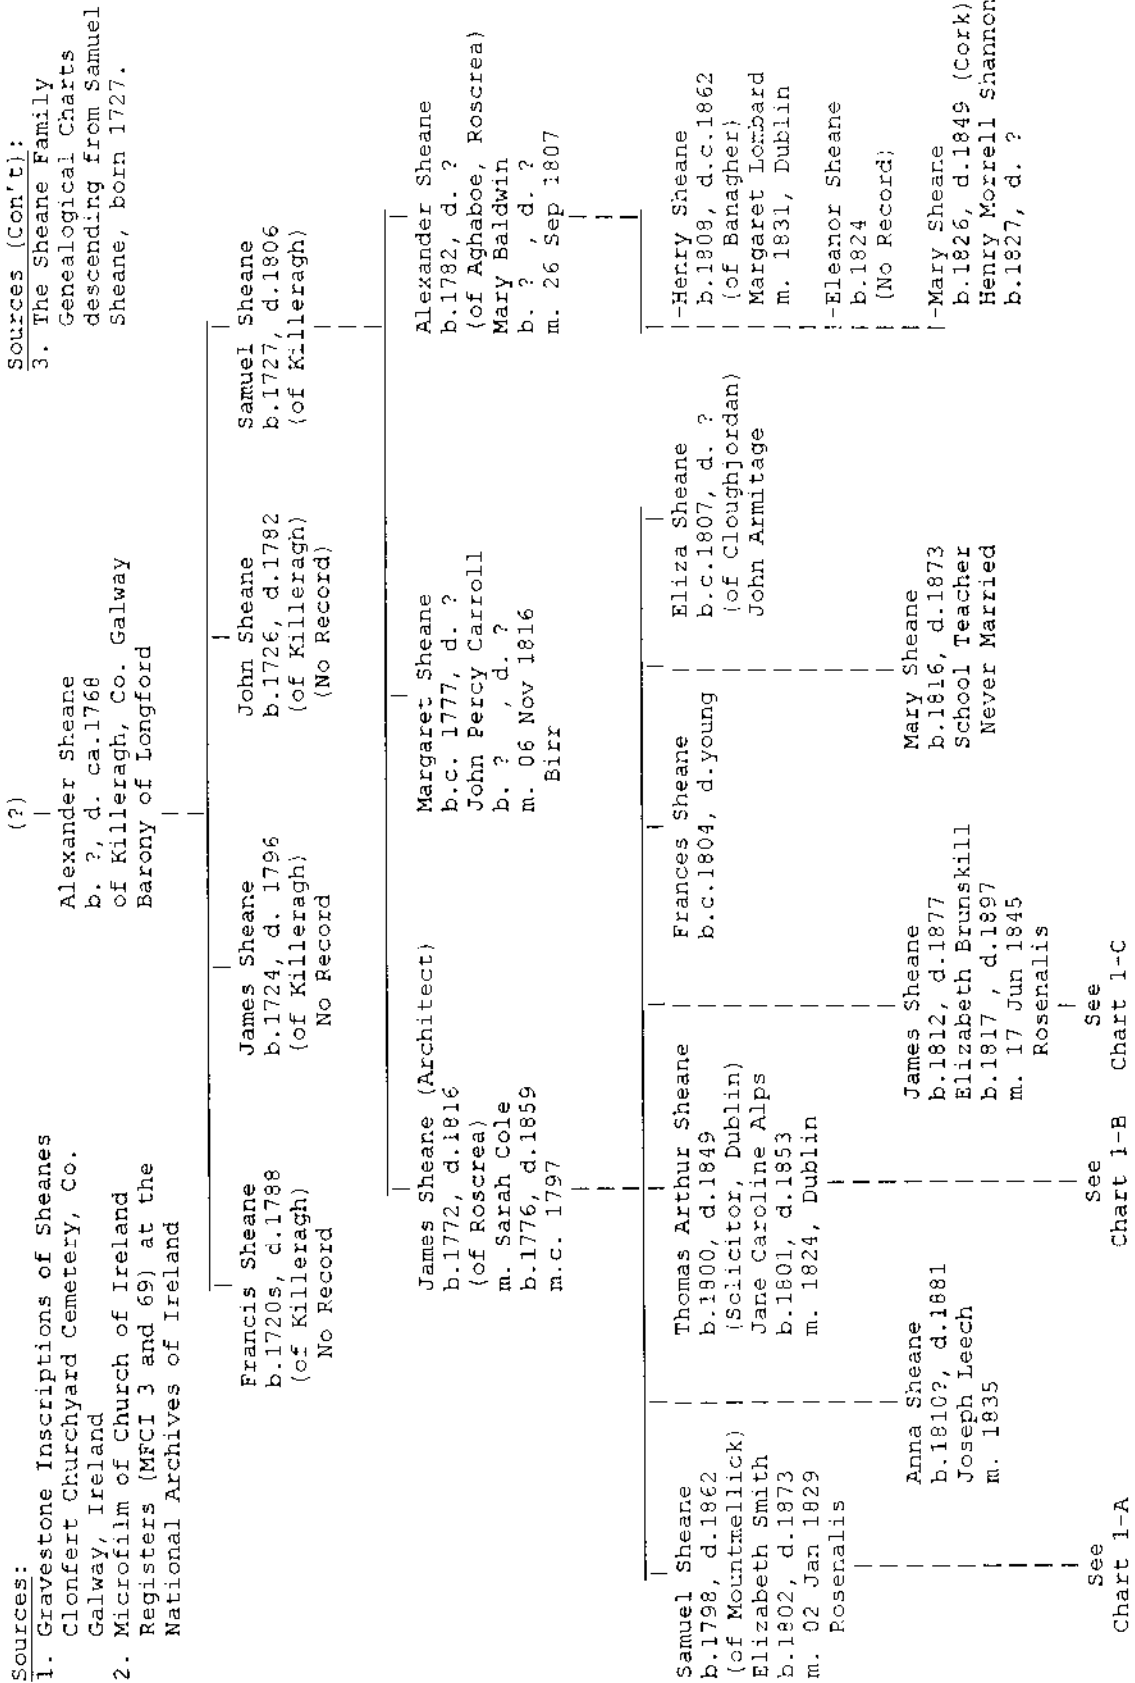 Sources:
1. Gravestone Inscriptions of Sheanes
Clonfert Churchyard Cemetery, Co.
Galway, Ireland
2. Microfilm of Church of Ireland
Registers (MFCI 3 and 69) at the
National Archives of Ireland
Sources (Con't):
3. The Sheane Family
Genealogical Charts
descending from Samuel
Sheane, born 1727.
(?)
Alexander Sheane
b. ?, d. ca.1768
of Killeragh, Co. Galway
Barony of Longford
Francis Sheane
b.1720s, d.1788
(of Killeragh)
No Record
James Sheane
b.1724, d. 1796
(of Killeragh)
No Record
John Sheane
b.1726, d.1782
(of Killeragh)
(No Record)
Samuel Sheane
b.1727, d.1806
(of Killeragh)
James Sheane (Architect)
b.1772, d.1816
(of Roscrea)
m. Sarah Cole
b.1776, d.1859
m.c. 1797
Margaret Sheane
b.c. 1777, d. ?
John Percy Carroll
b. ? , d. ?
m. 06 Nov 1816
Birr
Alexander Sheane
b.1782, d. ?
(of Aghaboe, Roscrea)
Mary Baldwin
b. ? , d. ?
m. 26 Sep 1807
Samuel Sheane
b.1798, d.1862
(of Mountmellick)
Elizabeth Smith
b.1802, d.1873
m. 02 Jan 1829
Rosenalis
See
Chart 1-A
Anna Sheane
b.1810?, d.1881
Joseph Leech
m. 1835
Thomas Arthur Sheane
b.1800, d.1849
(Sclicitor, Dublin)
Jane Caroline Alps
b.1801, d.1853
m. 1824, Dublin
See
Chart 1-B
James Sheane
b.1812, d.1877
Elizabeth Brunskill
b.1817 , d.1897
m. 17 Jun 1845
Rosenalis
See
Chart 1-C
Frances Sheane
b.c.1804, d.young
Mary Sheane
b.1816, d.1873
School Teacher
Never Married
Eliza Sheane
b.c.1807, d. ?
(of Cloughjordan)
John Armitage
-Henry Sheane
b.1808, d.c.1862
(of Banagher)
Margaret Lombard
m. 1831, Dublin
-Eleanor Sheane
b.1824
(No Record)
-Mary Sheane
b.1826, d.1849 (Cork)
Henry Morrell Shannon
b.1827, d. ?